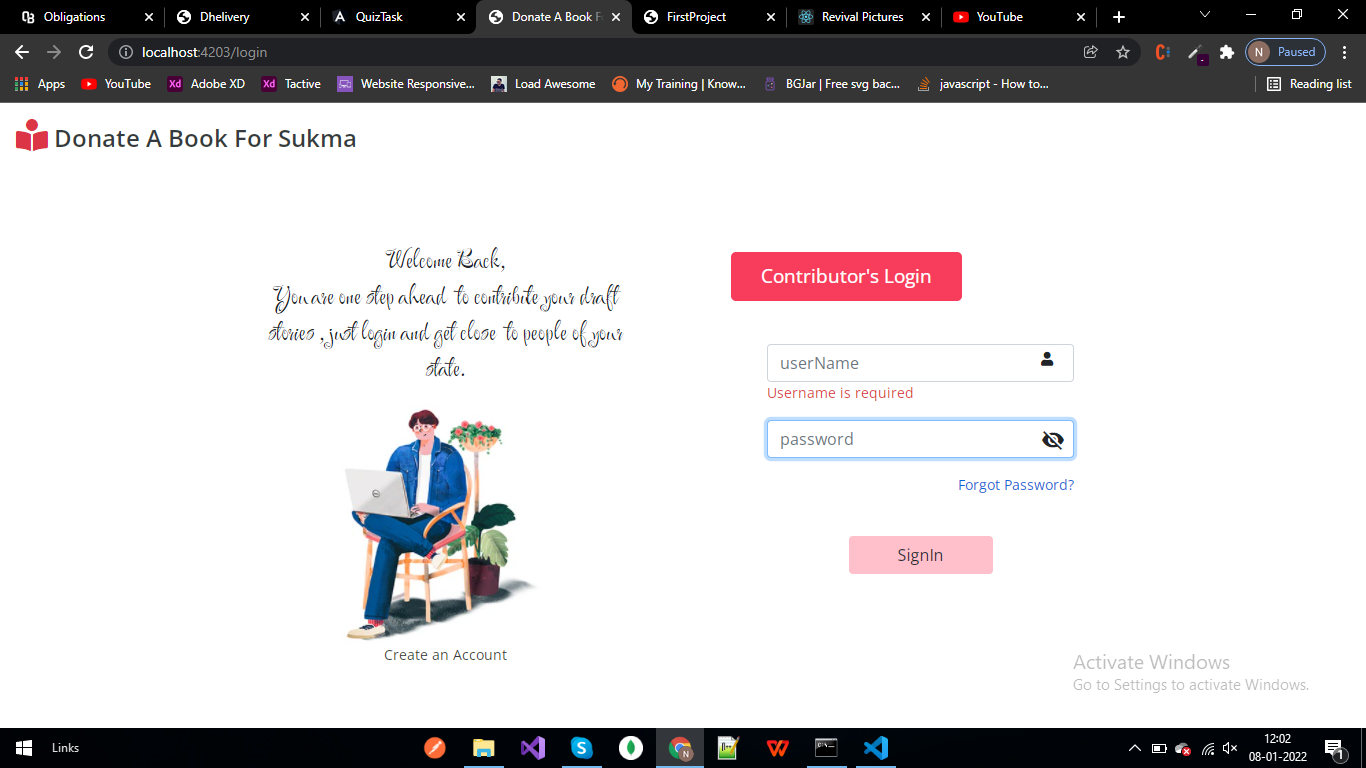 Obligations
Dhelivery
QuizTask
Donate A Book F
FirstProject
Revival Pictures
YouTube
localhost:4203/login
N Paused
Apps
YouTube
Xd Adobe XD
Xd Tactive
Website Responsive...
Load Awesome
My Training | Know...
BGJar | Free svg bac...
javascript - How to...
Reading list
Donate A Book For Sukma
Welcome Back,
You are one step ahead to contribute your draft
stories , just login and get close to people of your
state.
Create an Account
Contributor's Login
userName
Username is required
password
Forgot Password?
SignIn
Activate Windows
Go to Settings to activate Windows.
Links
12:02
08-01-2022
1